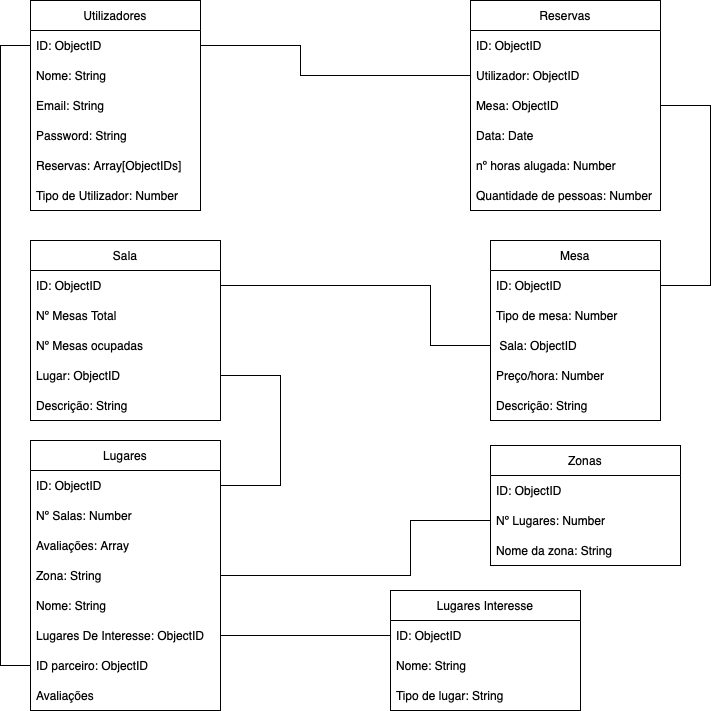 Utilizadores
ID: ObjectID
Nome: String
Email: String
Password: String
Reservas: Array[ObjectIDs]
Tipo de Utilizador: Number
Reservas
ID: ObjectID
Utilizador: ObjectID
Mesa: ObjectID
Data: Date
nº horas alugada: Number
Quantidade de pessoas: Number
Sala
ID: ObjectID
Nº Mesas Total
Nº Mesas ocupadas
Lugar: ObjectID
Descrição: String
Mesa
ID: ObjectID
Tipo de mesa: Number
Sala: ObjectID
Preço/hora: Number
Descrição: String
Lugares
ID: ObjectID
Nº Salas: Number
Avaliações: Array
Zona: String
Nome: String
Lugares De Interesse: ObjectID
ID parceiro: ObjectID
Avaliações
Zonas
ID: ObjectID
Nº Lugares: Number
Nome da zona: String
Lugares Interesse
ID: ObjectID
Nome: String
Tipo de lugar: String